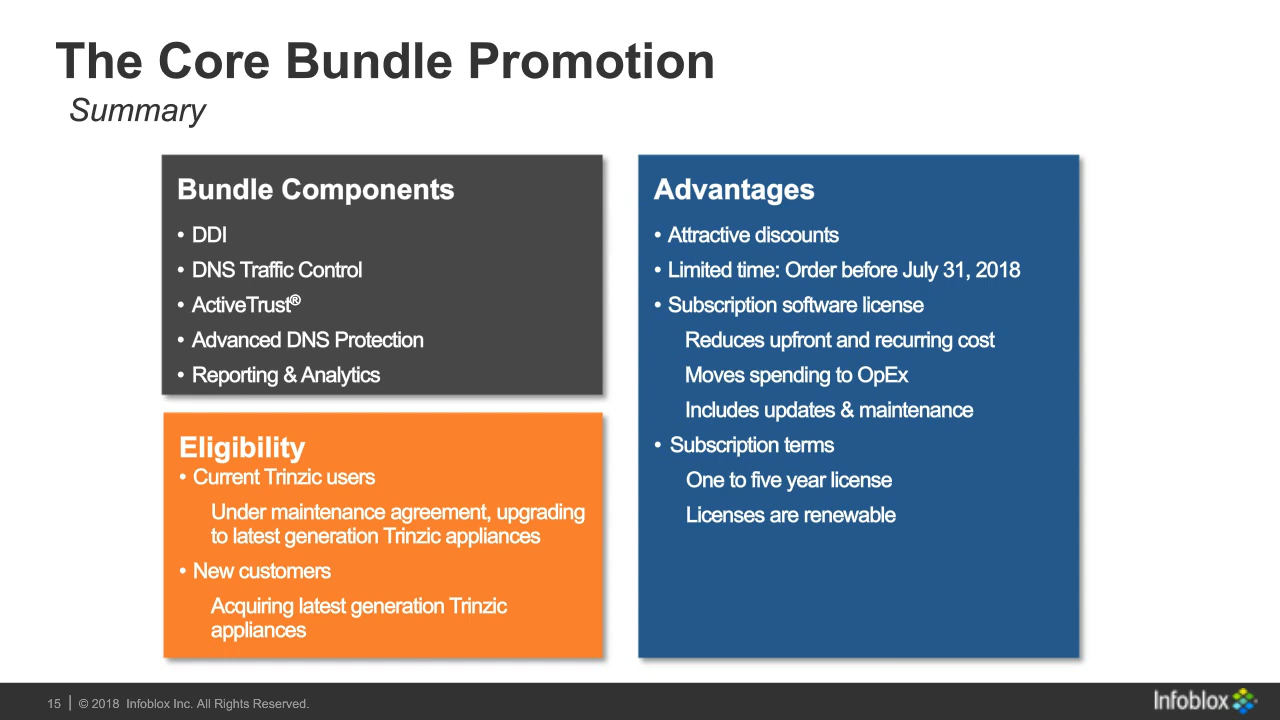 The Core Bundle Promotion
Summary
Bundle Components
• DDI
• DNS Traffic Control
• ActiveTrust®
• Advanced DNS Protection
• Reporting & Analytics
Eligibility
• Current Trinzic users
Under maintenance agreement, upgrading
to latest generation Trinzic appliances
• New customers
Acquiring latest generation Trinzic
appliances
Advantages
• Attractive discounts
• Limited time: Order before July 31, 2018
• Subscription software license
Reduces upfront and recurring cost
Moves spending to OpEx
Includes updates & maintenance
• Subscription terms
One to five year license
Licenses are renewable
15 | © 2018 Infoblox Inc. All Rights Reserved.
Infoblox